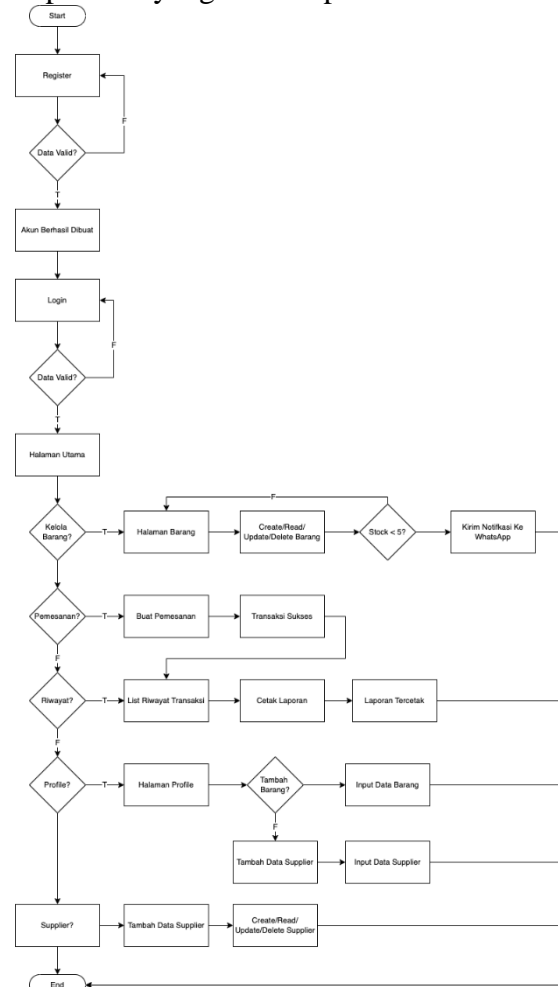 Start
Register
F
Data Valid?
T
Akun Berhasil Dibuat
Login
F
Data Valid?
T
Halaman Utama
F
Kelola
Barang?
T
Halaman Barang
Create/Read/
Update/Delete Barang
Stock < 5?
Kirim Notifkasi Ke
WhatsApp
Pemesanan?
T
Buat Pemesanan
Transaksi Sukses
F
Riwayat?
T
List Riwayat Transaksi
Cetak Laporan
Laporan Tercetak
F
Profile?
T
Halaman Profile
Tambah
Barang?
Input Data Barang
F
Tambah Data Supplier
Input Data Supplier
Supplier?
Tambah Data Supplier
Create/Read/
Update/Delete Supplier
End